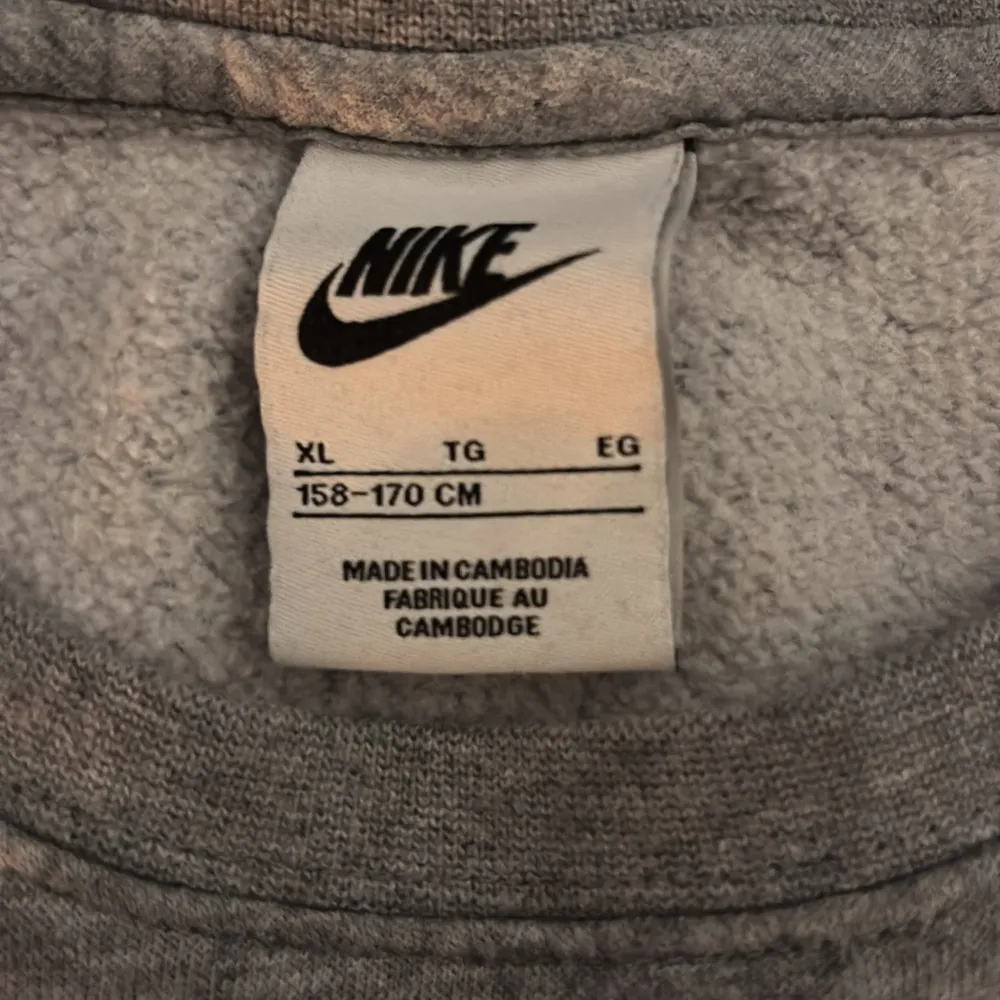 NIKE
XL TG EG
158-170 CM
MADE IN CAMBODIA
FABRIQUE AU
CAMBODGE